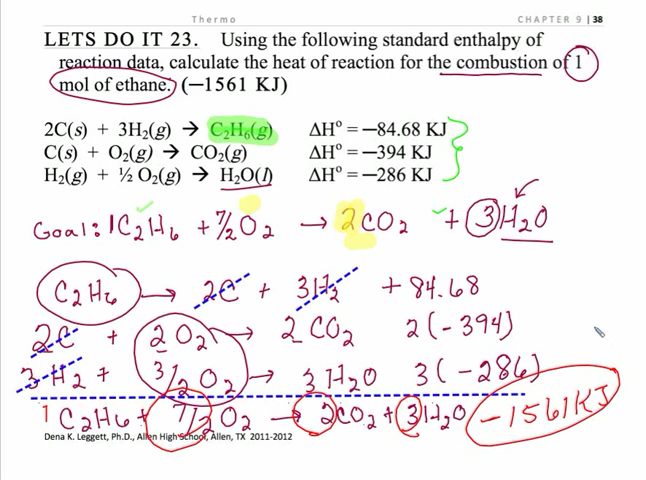 Thermo CHAPTER 9 | 38
LETS DO IT 23. Using the following standard enthalpy of
reaction data, calculate the heat of reaction for the combustion of 1
mol of ethane. (−1561 KJ)
2C(s) + 3H₂(g) → C₂H₆(g) ΔH° = −84.68 KJ
C(s) + O₂(g) → CO₂(g) ΔH° = −394 KJ
H₂(g) + ½ O₂(g) → H₂O(l) ΔH° = −286 KJ
Goal: 1C₂H₆ + 7/2 O₂ → 2CO₂ + 3H₂O
C₂H₆ → 2C + 3H₂ + 84.68
2C + 2O₂ → 2CO₂ 2(-394)
3H₂ + 3/2 O₂ → 3H₂O 3(-286)
1 C₂H₆ + 7/2 O₂ → 2CO₂ + 3H₂O -1561KJ
Dena K. Leggett, Ph.D., Allen High School, Allen, TX 2011-2012